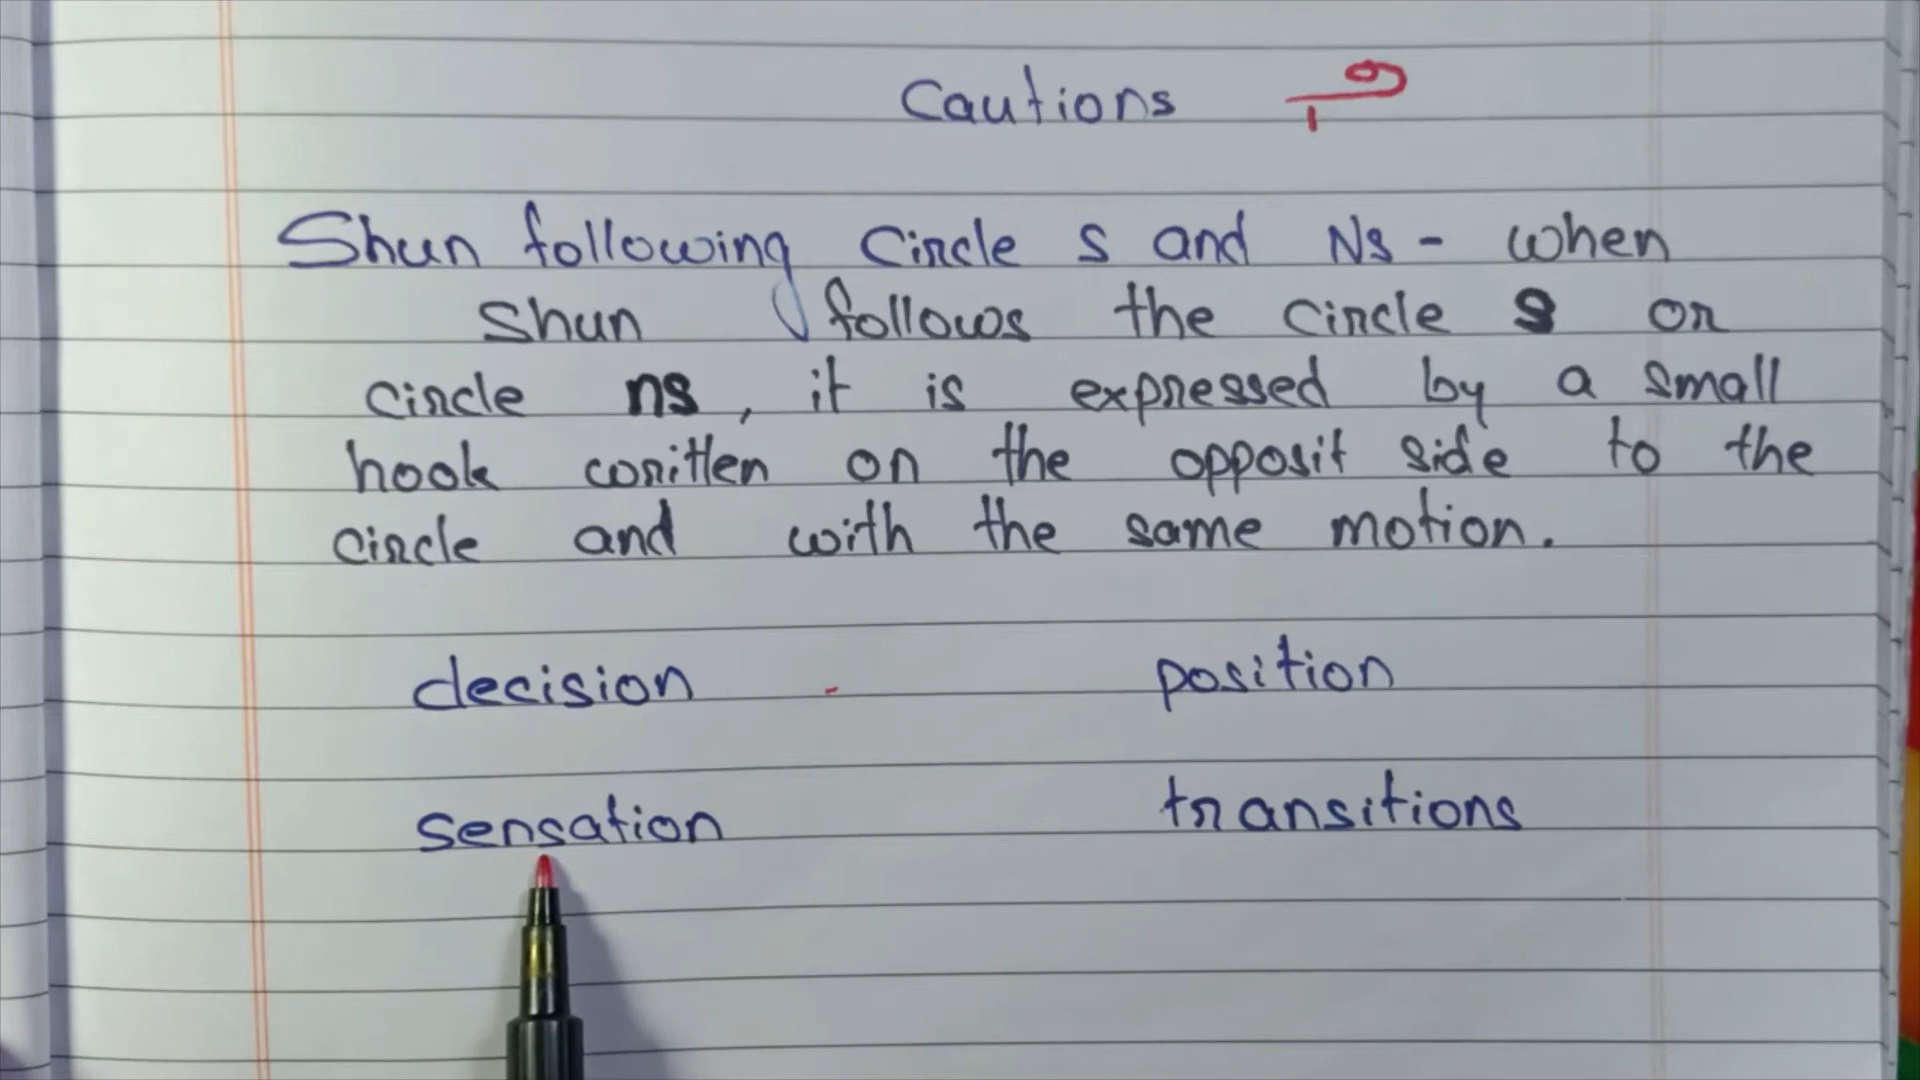 Cautions
Shun following Circle s and Ns - when
Shun follows the circle s or
circle ns, it is expressed by a small
hook written on the opposit side to the
circle and with the same motion.
decision - position
sensation transitions